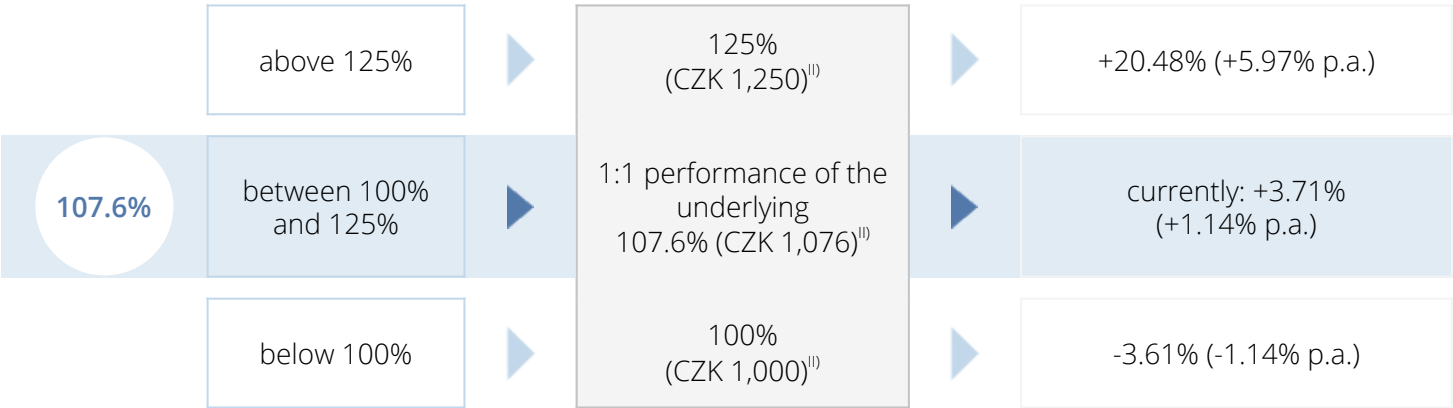 above 125%
125%
(CZK 1,250)II)
+20.48% (+5.97% p.a.)
107.6%
between 100%
and 125%
1:1 performance of the
underlying
107.6% (CZK 1,076)II)
currently: +3.71%
(+1.14% p.a.)
below 100%
100%
(CZK 1,000)II)
-3.61% (-1.14% p.a.)